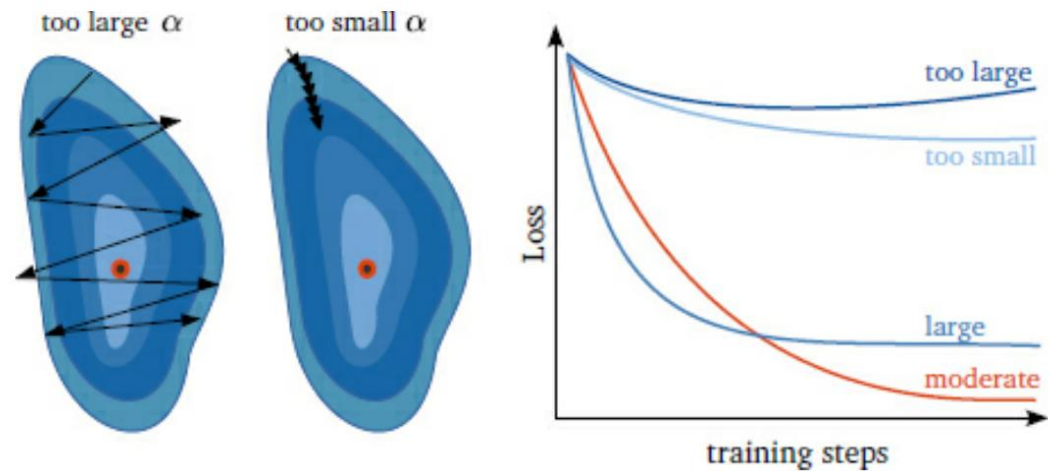 too large α
too small α
Loss
too large
too small
large
moderate
training steps